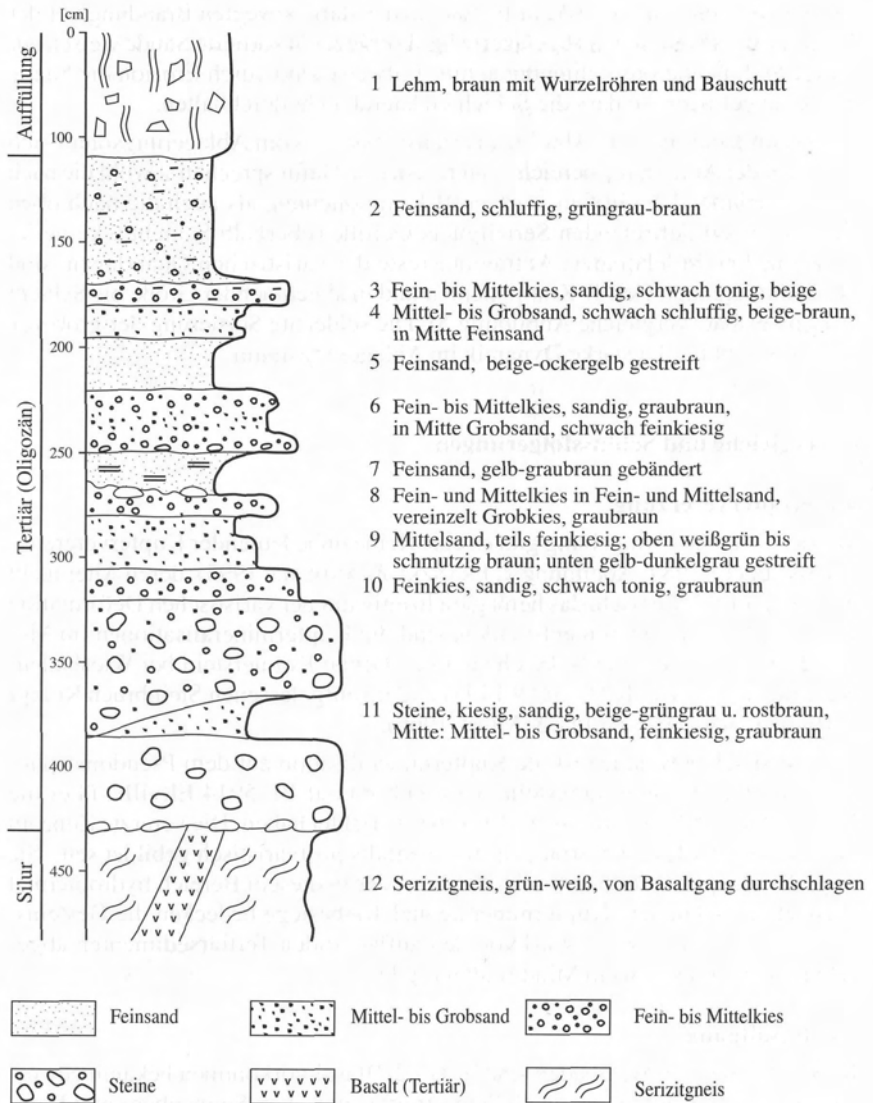 [cm]
0
100
150
200
250
300
350
400
450
Auffüllung
Tertiär (Oligozän)
Silur
1 Lehm, braun mit Wurzelröhren und Bauschutt
2 Feinsand, schluffig, grüngrau-braun
3 Fein- bis Mittelkies, sandig, schwach tonig, beige
4 Mittel- bis Grobsand, schwach schluffig, beige-braun,
in Mitte Feinsand
5 Feinsand, beige-ockergelb gestreift
6 Fein- bis Mittelkies, sandig, graubraun,
in Mitte Grobsand, schwach feinkiesig
7 Feinsand, gelb-graubraun gebändert
8 Fein- und Mittelkies in Fein- und Mittelsand,
vereinzelt Grobkies, graubraun
9 Mittelsand, teils feinkiesig; oben weißgrün bis
schmutzig braun; unten gelb-dunkelgrau gestreift
10 Feinkies, sandig, schwach tonig, graubraun
11 Steine, kiesig, sandig, beige-grüngrau u. rostbraun,
Mitte: Mittel- bis Grobsand, feinkiesig, graubraun
12 Serizitgneis, grün-weiß, von Basaltgang durchschlagen
Feinsand
Mittel- bis Grobsand
Fein- bis Mittelkies
Steine
Basalt (Tertiär)
Serizitgneis